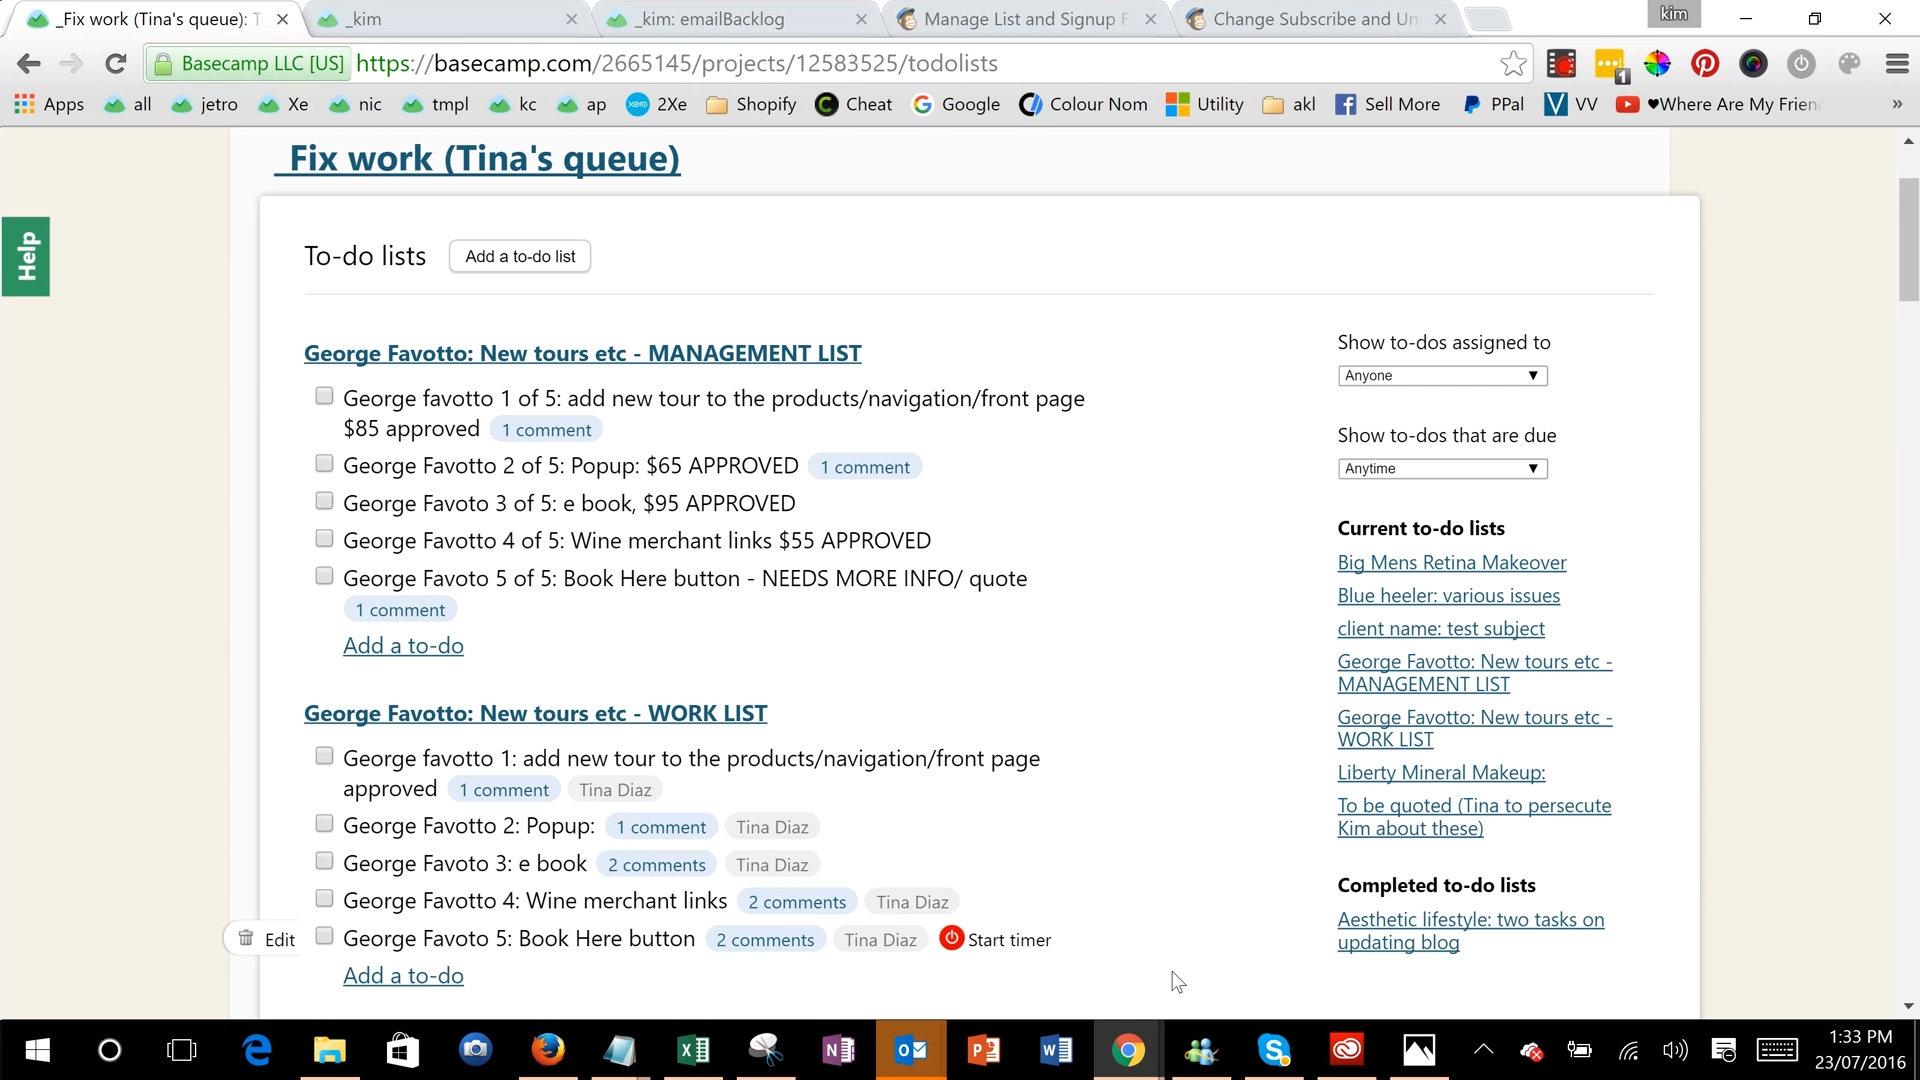 _Fix work (Tina's queue): T
_kim
_kim: emailBacklog
Manage List and Signup F
Change Subscribe and Un
kim
Basecamp LLC [US] https://basecamp.com/2665145/projects/12583525/todolists
1
Apps all jetro Xe nic tmpl kc ap xero 2Xe Shopify Cheat Google Colour Nom Utility akl Sell More PPal VV ♥Where Are My Frien »
_Fix work (Tina's queue)
Help
To-do lists Add a to-do list
George Favotto: New tours etc - MANAGEMENT LIST
George favotto 1 of 5: add new tour to the products/navigation/front page
$85 approved 1 comment
George Favotto 2 of 5: Popup: $65 APPROVED 1 comment
George Favoto 3 of 5: e book, $95 APPROVED
George Favotto 4 of 5: Wine merchant links $55 APPROVED
George Favoto 5 of 5: Book Here button - NEEDS MORE INFO/ quote
1 comment
Add a to-do
George Favotto: New tours etc - WORK LIST
George favotto 1: add new tour to the products/navigation/front page
approved 1 comment Tina Diaz
George Favotto 2: Popup: 1 comment Tina Diaz
George Favoto 3: e book 2 comments Tina Diaz
George Favotto 4: Wine merchant links 2 comments Tina Diaz
Edit George Favoto 5: Book Here button 2 comments Tina Diaz Start timer
Add a to-do
Show to-dos assigned to
Anyone
Show to-dos that are due
Anytime
Current to-do lists
Big Mens Retina Makeover
Blue heeler: various issues
client name: test subject
George Favotto: New tours etc -
MANAGEMENT LIST
George Favotto: New tours etc -
WORK LIST
Liberty Mineral Makeup:
To be quoted (Tina to persecute
Kim about these)
Completed to-do lists
Aesthetic lifestyle: two tasks on
updating blog
1:33 PM
23/07/2016